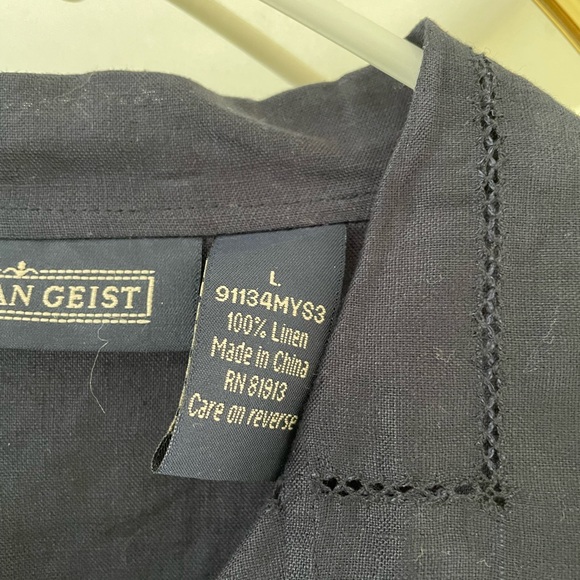 AN GEIST
L
91134MYS3
100% Linen
Made in China
RN 81913
Care on reverse